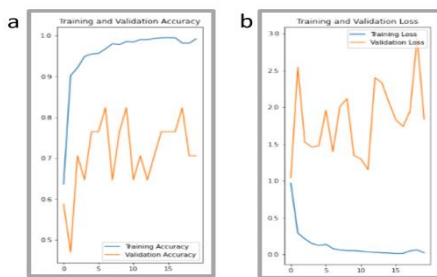 a
Training and Validation Accuracy
1.0
0.9
0.8
0.7
0.6
0.5
Training Accuracy
Validation Accuracy
0
5
10
15
b
Training and Validation Loss
Training Loss
Validation Loss
3.0
2.5
2.0
1.5
1.0
0.5
0.0
0
5
10
15